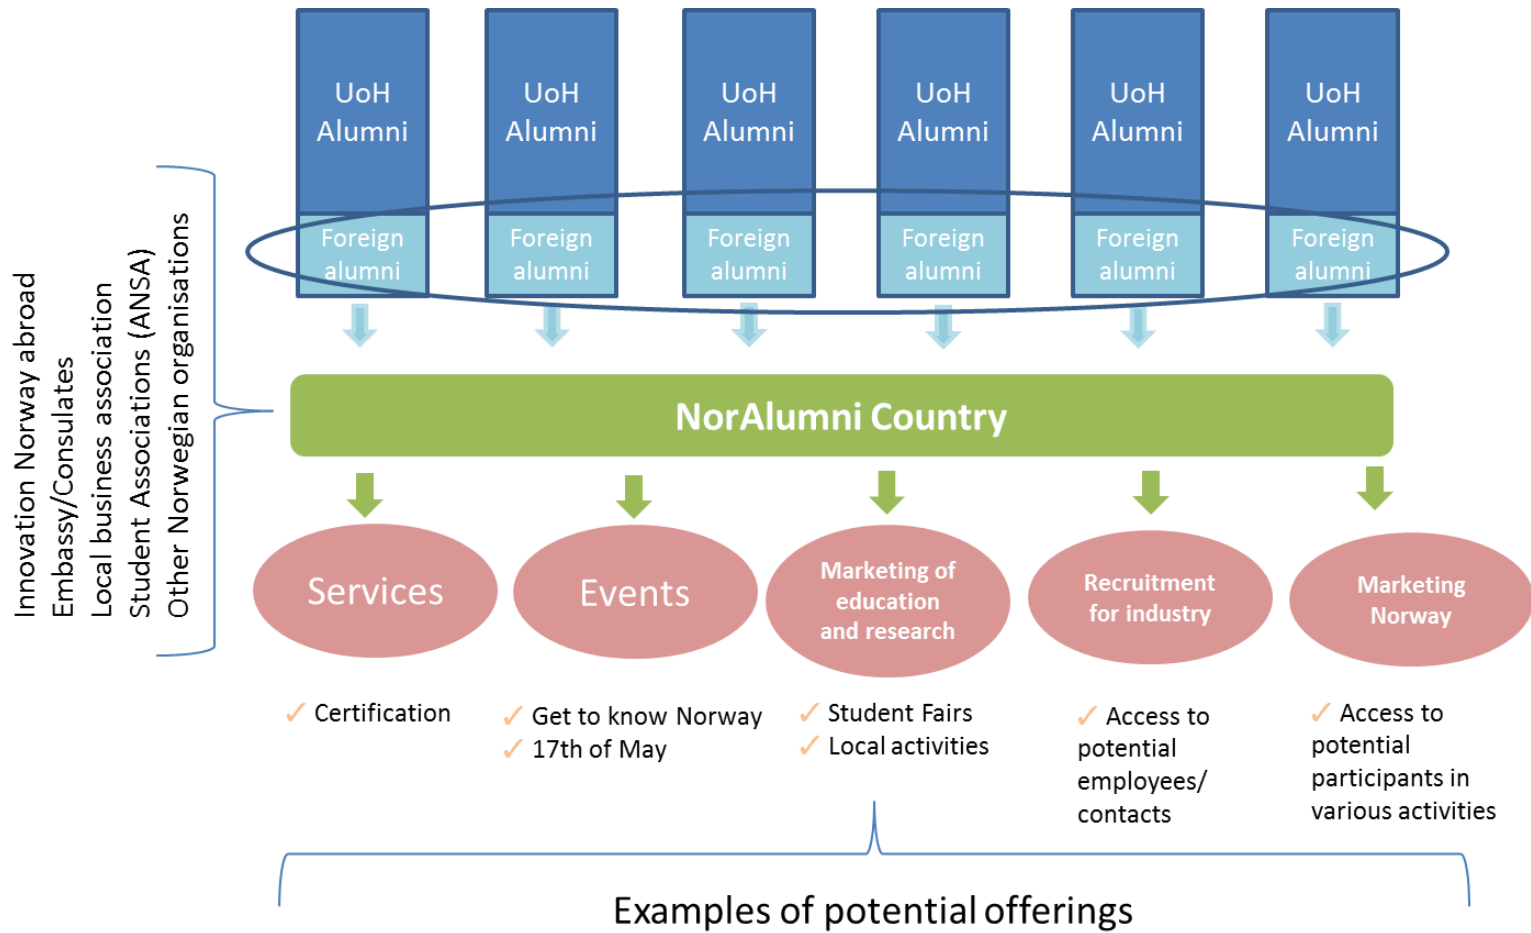 UoH
Alumni
UoH
Alumni
UoH
Alumni
UoH
Alumni
UoH
Alumni
UoH
Alumni
Foreign
alumni
Foreign
alumni
Foreign
alumni
Foreign
alumni
Foreign
alumni
Foreign
alumni
Innovation Norway abroad
Embassy/Consulates
Local business association
Student Associations (ANSA)
Other Norwegian organisations
NorAlumni Country
Services
Events
Marketing of
education
and research
Recruitment
for industry
Marketing
Norway
✓ Certification
✓ Get to know Norway
✓ 17th of May
✓ Student Fairs
✓ Local activities
✓ Access to
potential
employees/
contacts
✓ Access to
potential
participants in
various activities
Examples of potential offerings